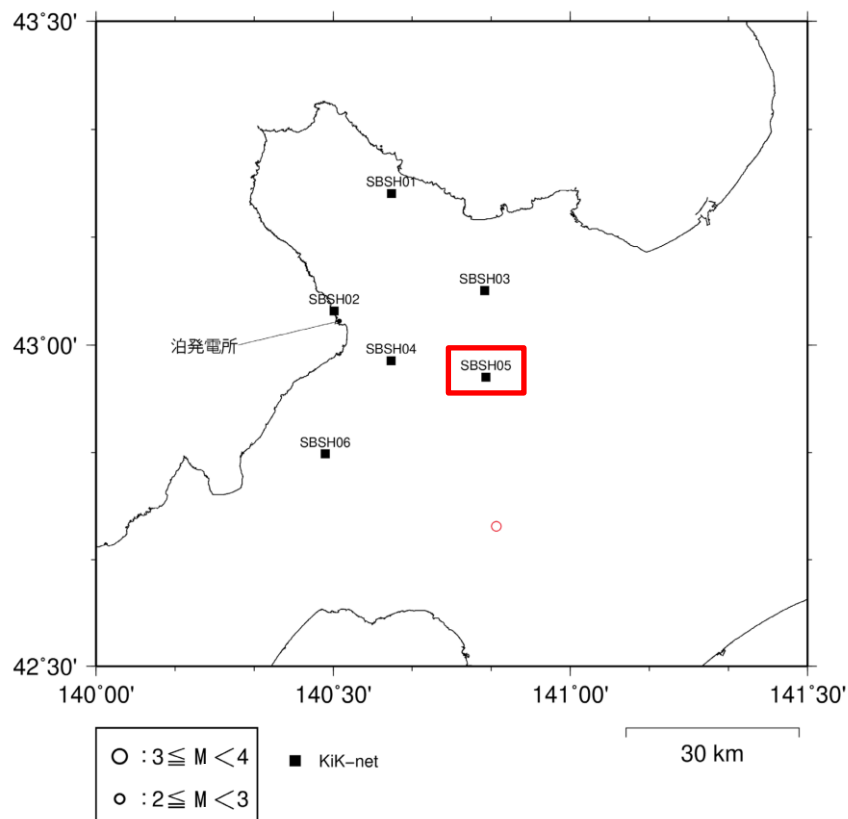 43°30'
SBSH01
SBSH03
SBSH02
泊発電所
43°00'
SBSH04
SBSH05
SBSH06
42°30'
140°00'
140°30'
141°00'
141°30'
○ : 3 ≦ M < 4
○ : 2 ≦ M < 3
■ KiK−net
30 km